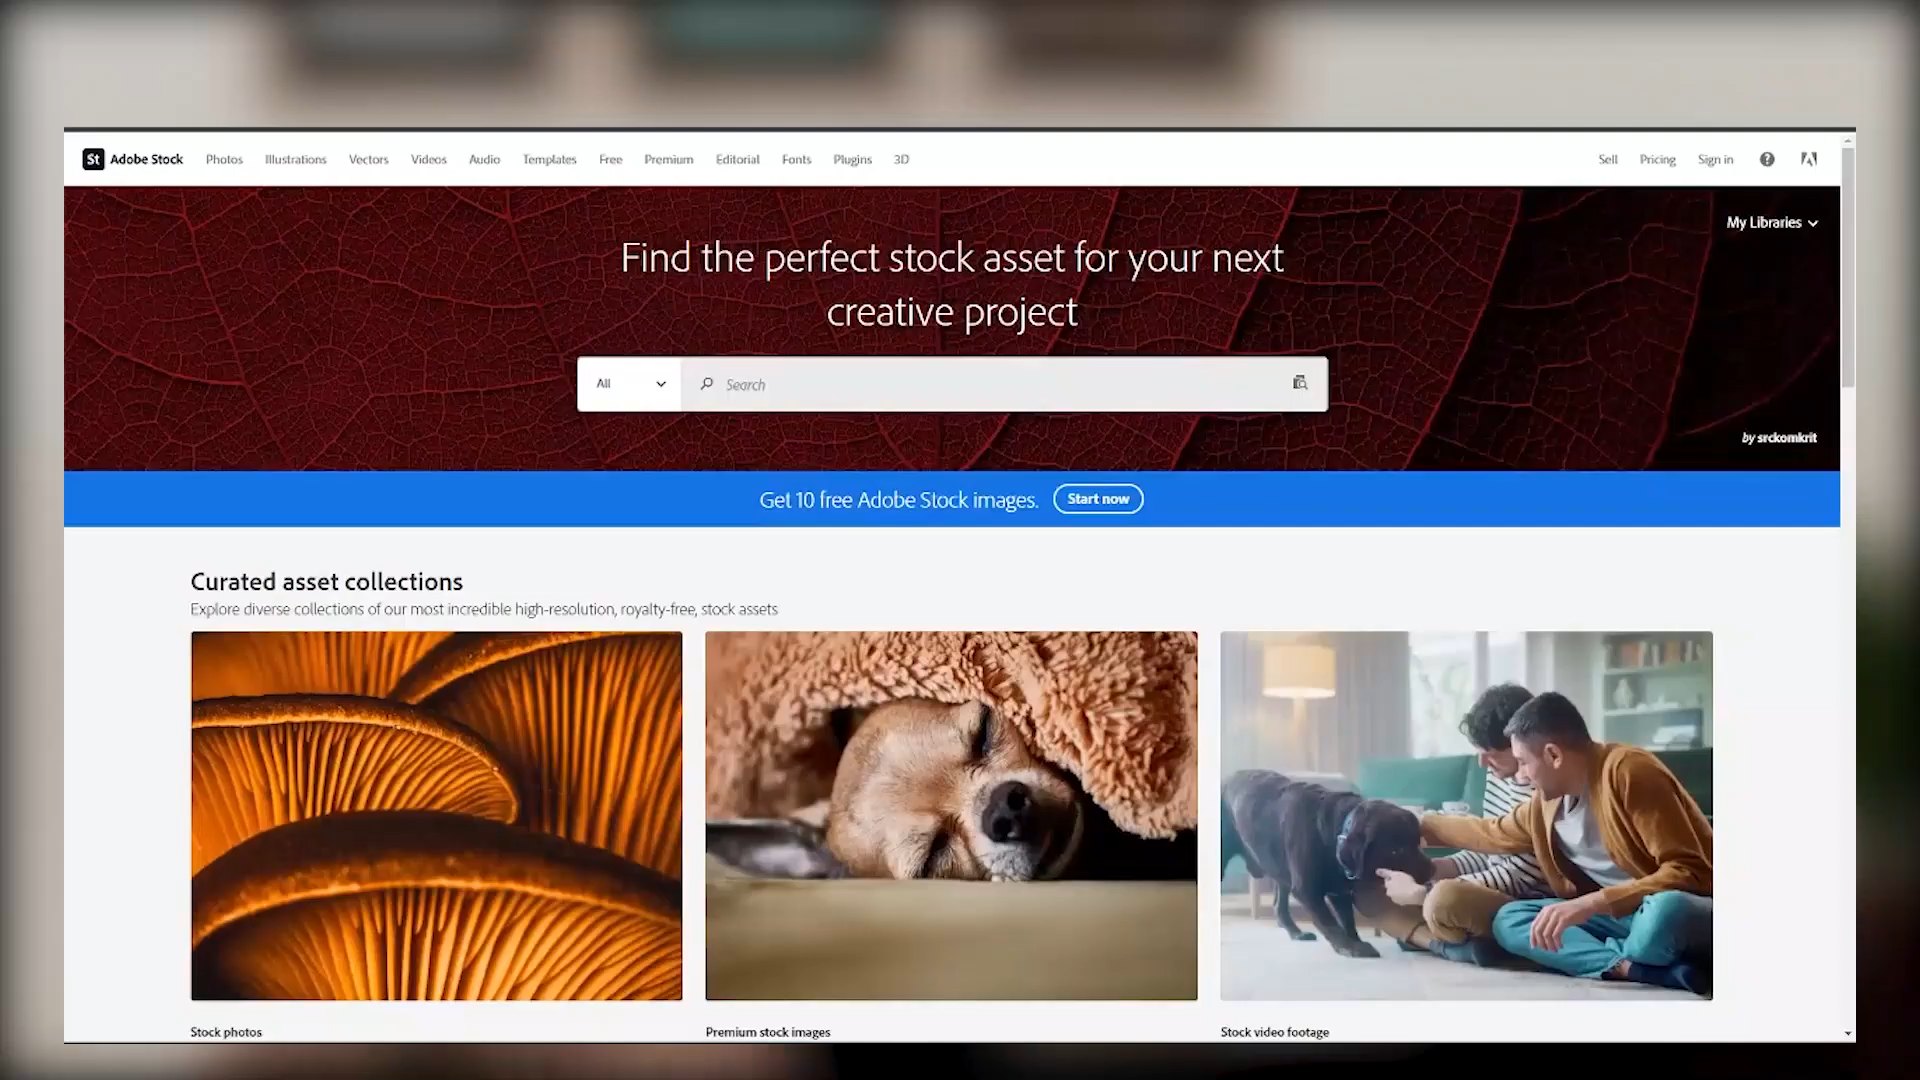 St Adobe Stock Photos Illustrations Vectors Videos Audio Templates Free Premium Editorial Fonts Plugins 3D Sell Pricing Sign in ?
My Libraries
Find the perfect stock asset for your next
creative project
All Search
by srckomkrit
Get 10 free Adobe Stock images. Start now
Curated asset collections
Explore diverse collections of our most incredible high-resolution, royalty-free, stock assets
Stock photos Premium stock images Stock video footage